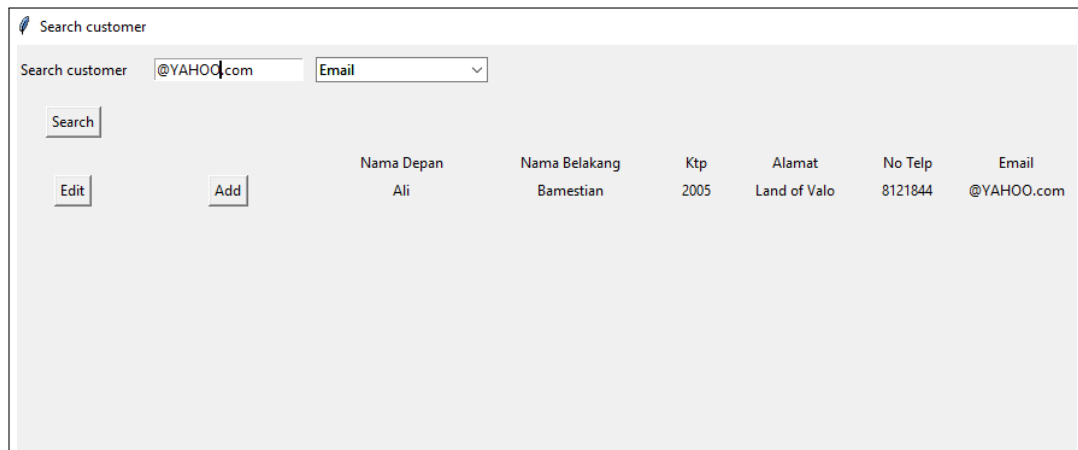 Search customer
Search customer @YAHOO.com Email
Search
Nama Depan Nama Belakang Ktp Alamat No Telp Email
Edit Add Ali Bamestian 2005 Land of Valo 8121844 @YAHOO.com